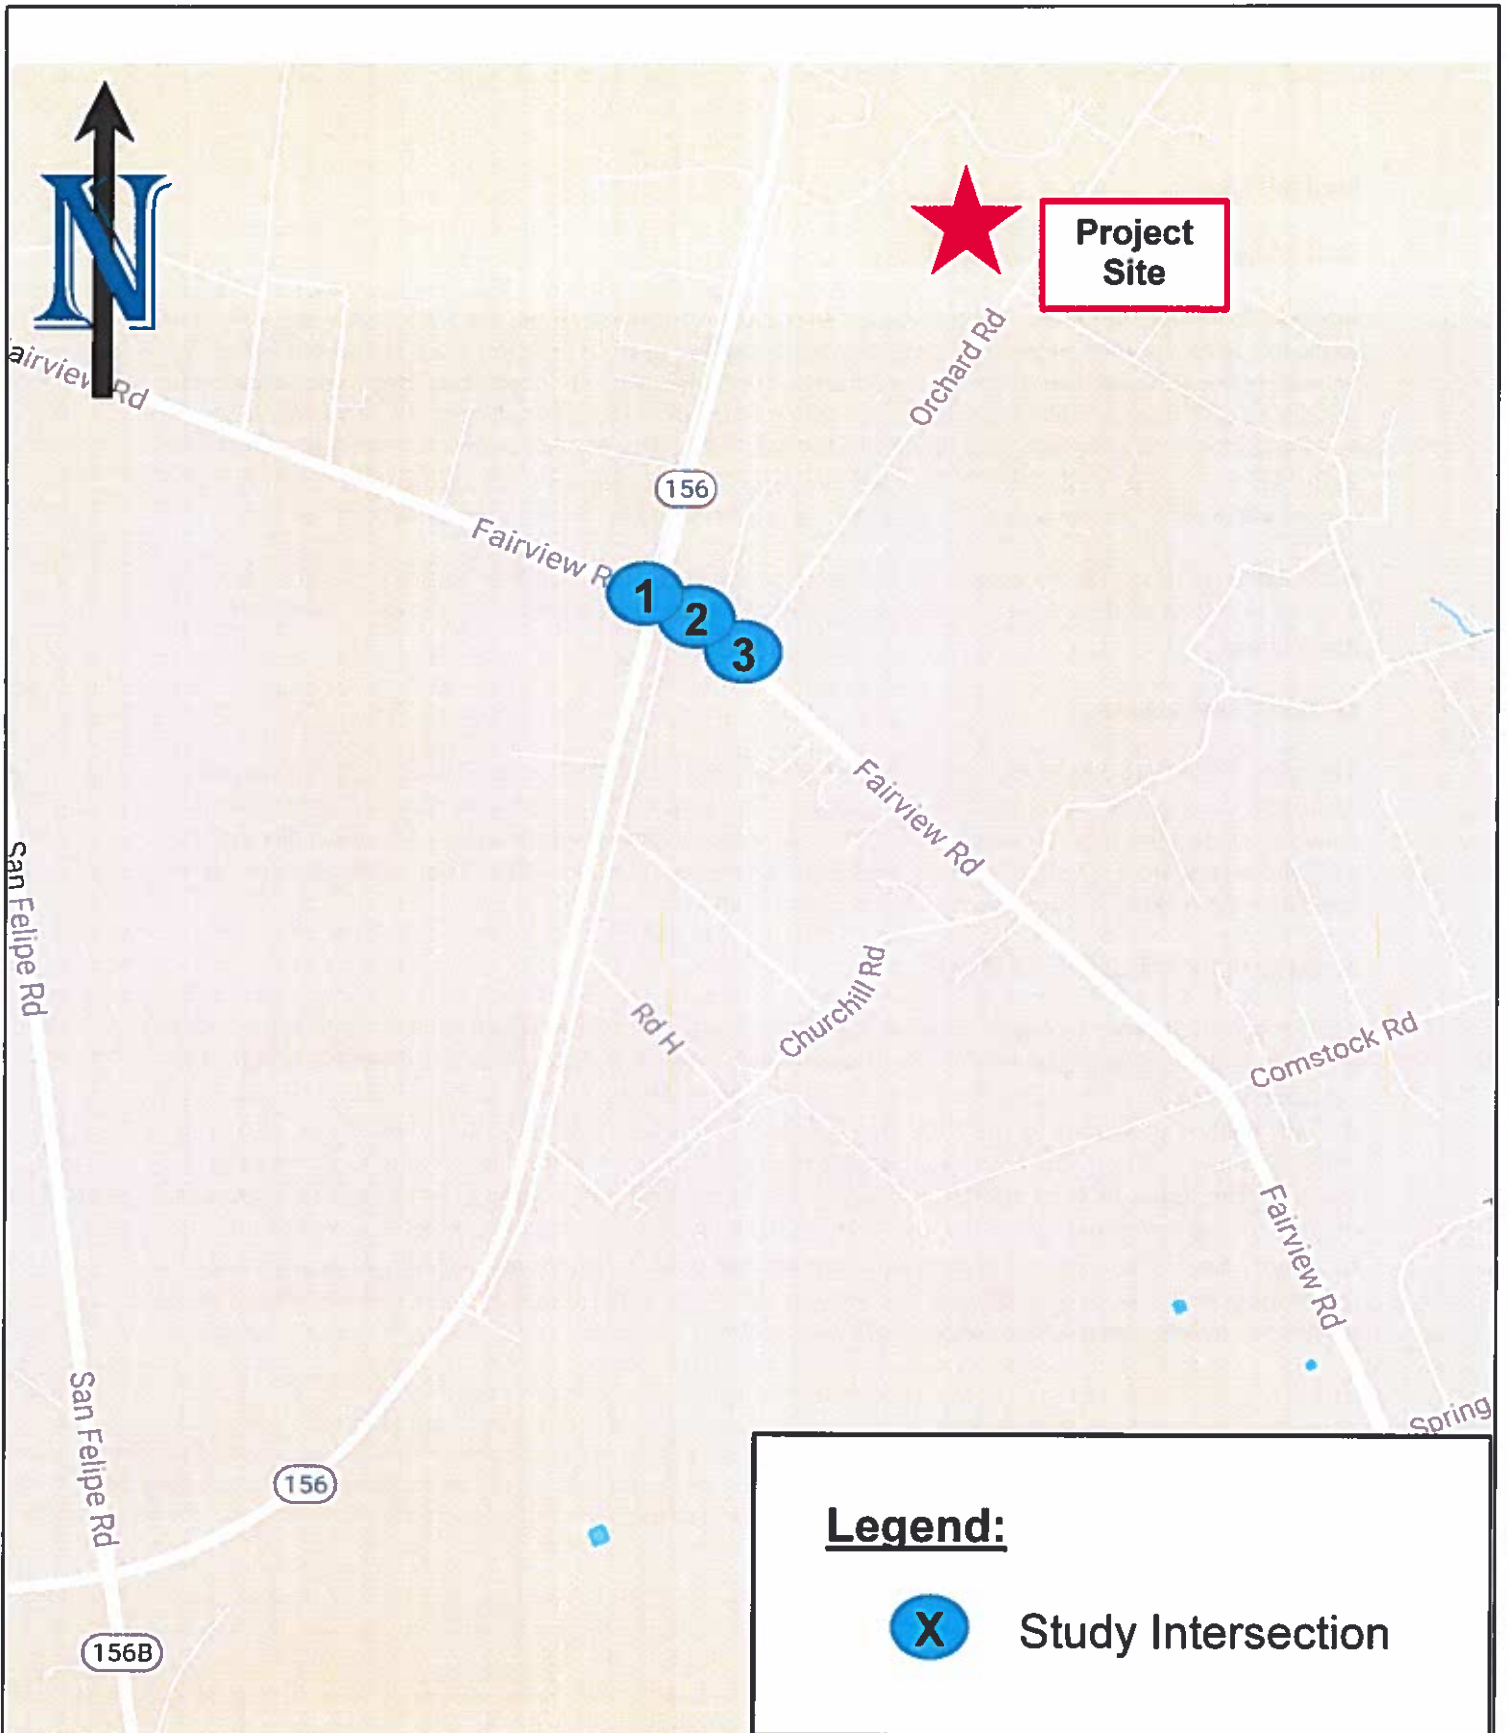 N
Project
Site
airview Rd
Orchard Rd
156
Fairview R
1
2
3
Fairview Rd
San Felipe Rd
Churchill Rd
Rd H
Comstock Rd
Fairview Rd
San Felipe Rd
Spring
156
156B
Legend:
X Study Intersection